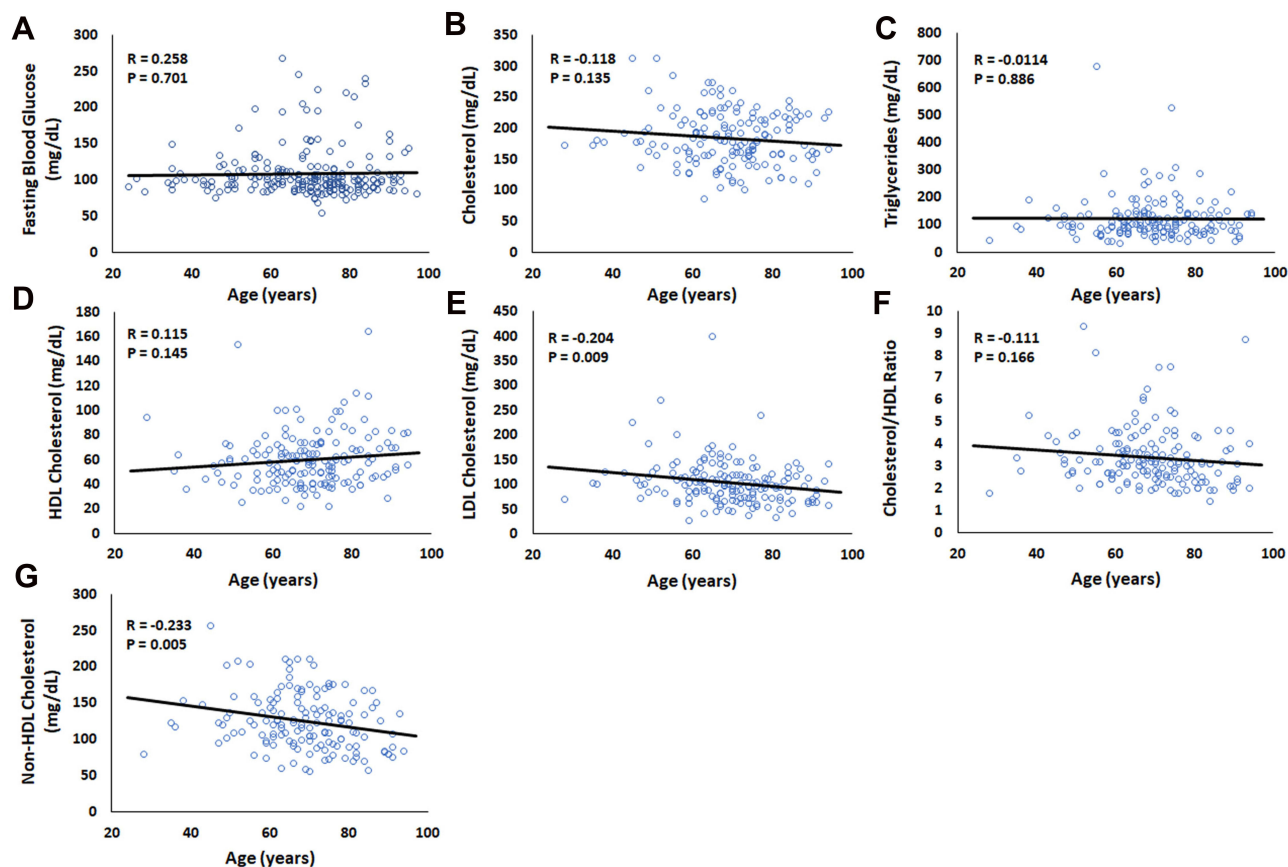 A
Fasting Blood Glucose
(mg/dL)
300
250
200
150
100
50
0
R = 0.258
P = 0.701
20
40
60
80
100
Age (years)
B
Cholesterol (mg/dL)
350
300
250
200
150
100
50
0
R = -0.118
P = 0.135
20
40
60
80
100
Age (years)
C
Triglycerides (mg/dL)
800
700
600
500
400
300
200
100
0
R = -0.0114
P = 0.886
20
40
60
80
100
Age (years)
D
HDL Cholesterol (mg/dL)
180
160
140
120
100
80
60
40
20
0
R = 0.115
P = 0.145
20
40
60
80
100
Age (years)
E
LDL Cholesterol (mg/dL)
450
400
350
300
250
200
150
100
50
0
R = -0.204
P = 0.009
20
40
60
80
100
Age (years)
F
Cholesterol/HDL Ratio
10
9
8
7
6
5
4
3
2
1
0
R = -0.111
P = 0.166
20
40
60
80
100
Age (years)
G
Non-HDL Cholesterol
(mg/dL)
300
250
200
150
100
50
0
R = -0.233
P = 0.005
20
40
60
80
100
Age (years)